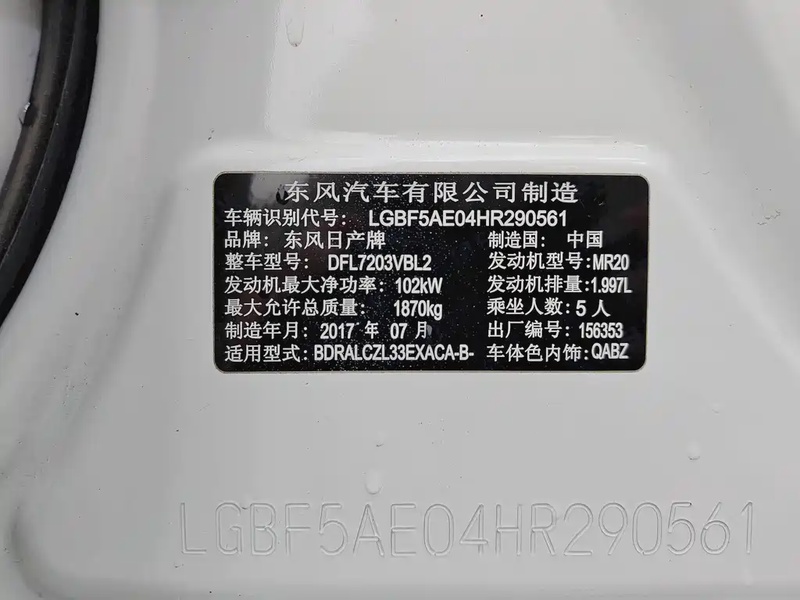 东风汽车有限公司制造
车辆识别代号: LGBF5AE04HR290561
品牌: 东风日产牌 制造国: 中国
整车型号: DFL7203VBL2 发动机型号:MR20
发动机最大净功率: 102kW 发动机排量:1.997L
最大允许总质量: 1870kg 乘坐人数: 5 人
制造年月: 2017 年 07 月 出厂编号: 156353
适用型式: BDRALCZL33EXACA-B- 车体色内饰: QABZ
LGBF5AE04HR290561